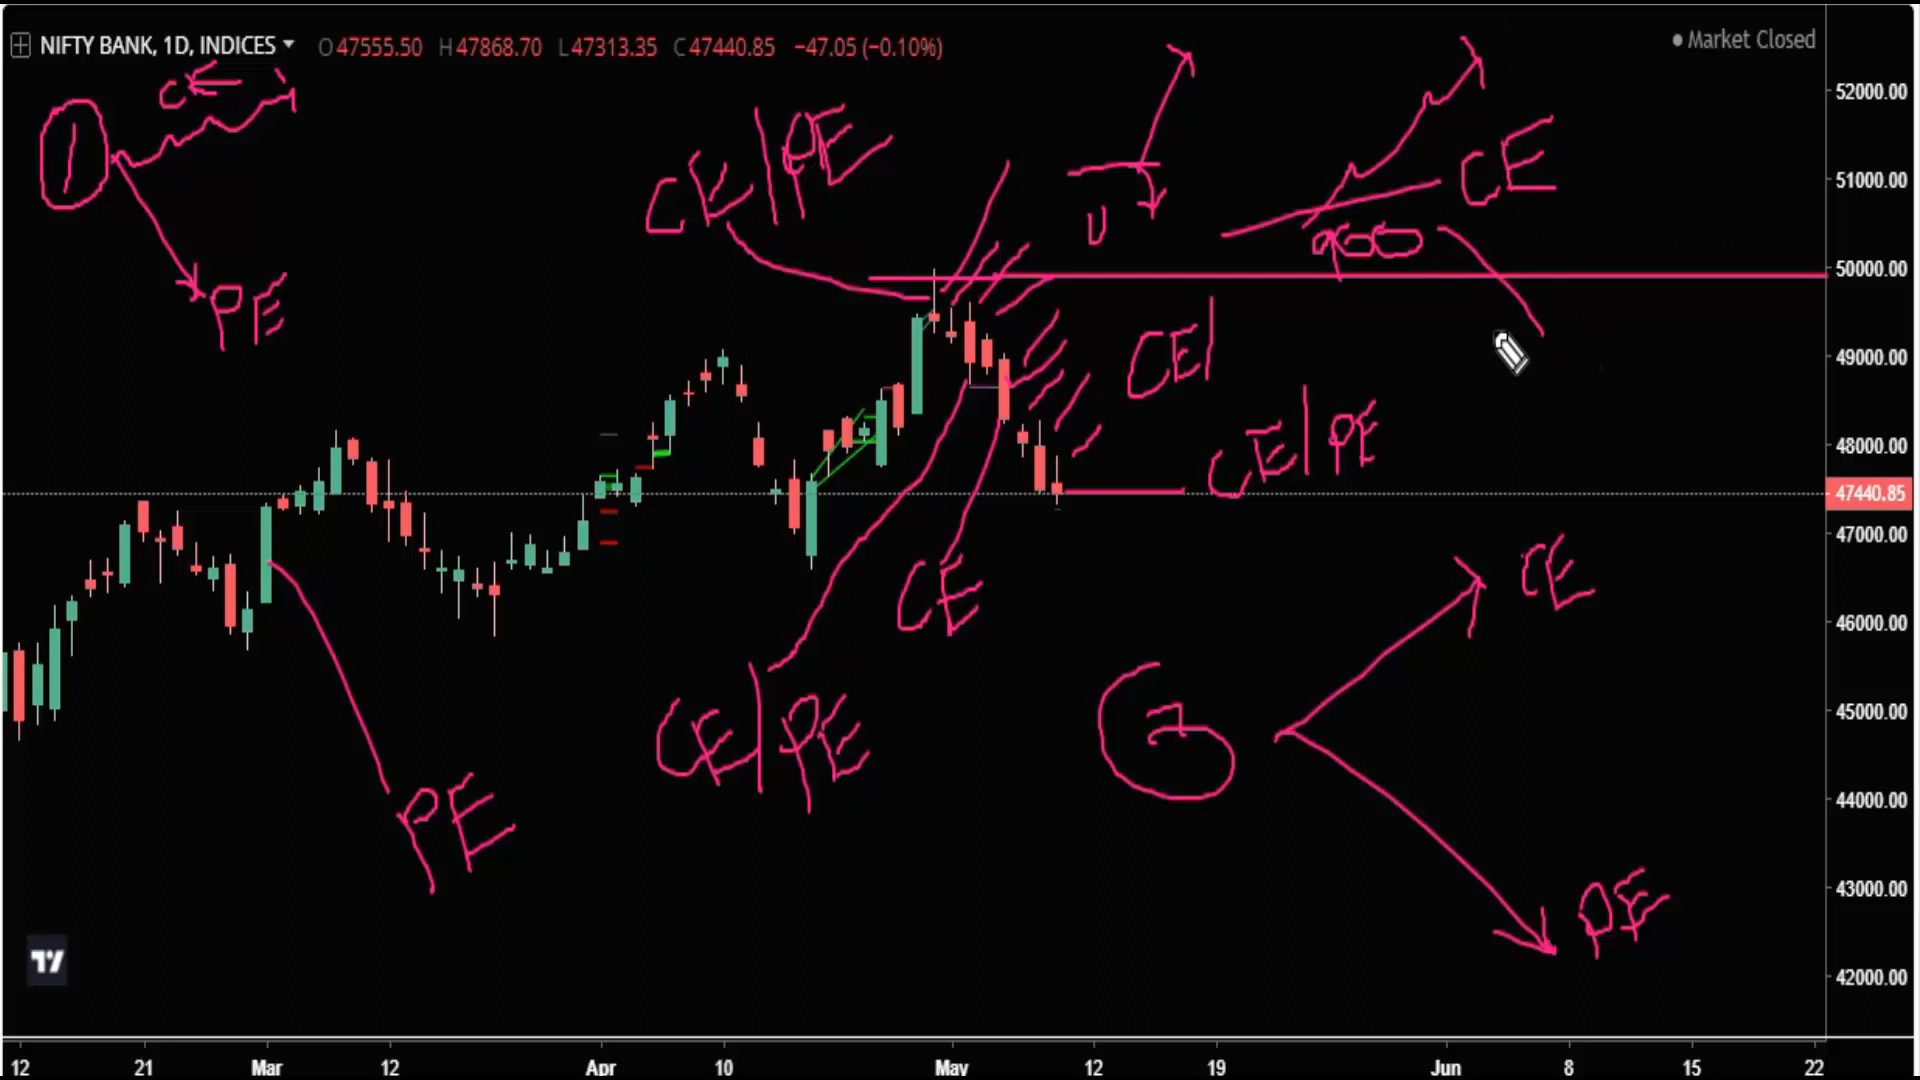 NIFTY BANK, 1D, INDICES O47555.50 H47868.70 L47313.35 C47440.85 −47.05 (−0.10%)
Market Closed
CE
1
PE
CE/PE
CE
900
CE
CE/PE
CE
CE
CE/PE
PE
PE
52000.00
51000.00
50000.00
49000.00
48000.00
47440.85
47000.00
46000.00
45000.00
44000.00
43000.00
42000.00
12 21 Mar 12 Apr 10 May 12 19 Jun 8 15 22